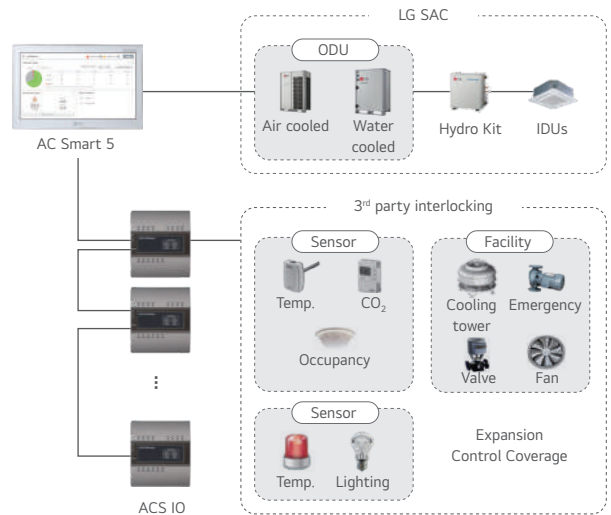 LG SAC
ODU
Air cooled
Water
cooled
Hydro Kit
IDUs
AC Smart 5
3rd party interlocking
Sensor
Temp.
CO2
Occupancy
Facility
Cooling
tower
Emergency
Valve
Fan
Sensor
Temp.
Lighting
Expansion
Control Coverage
ACS IO